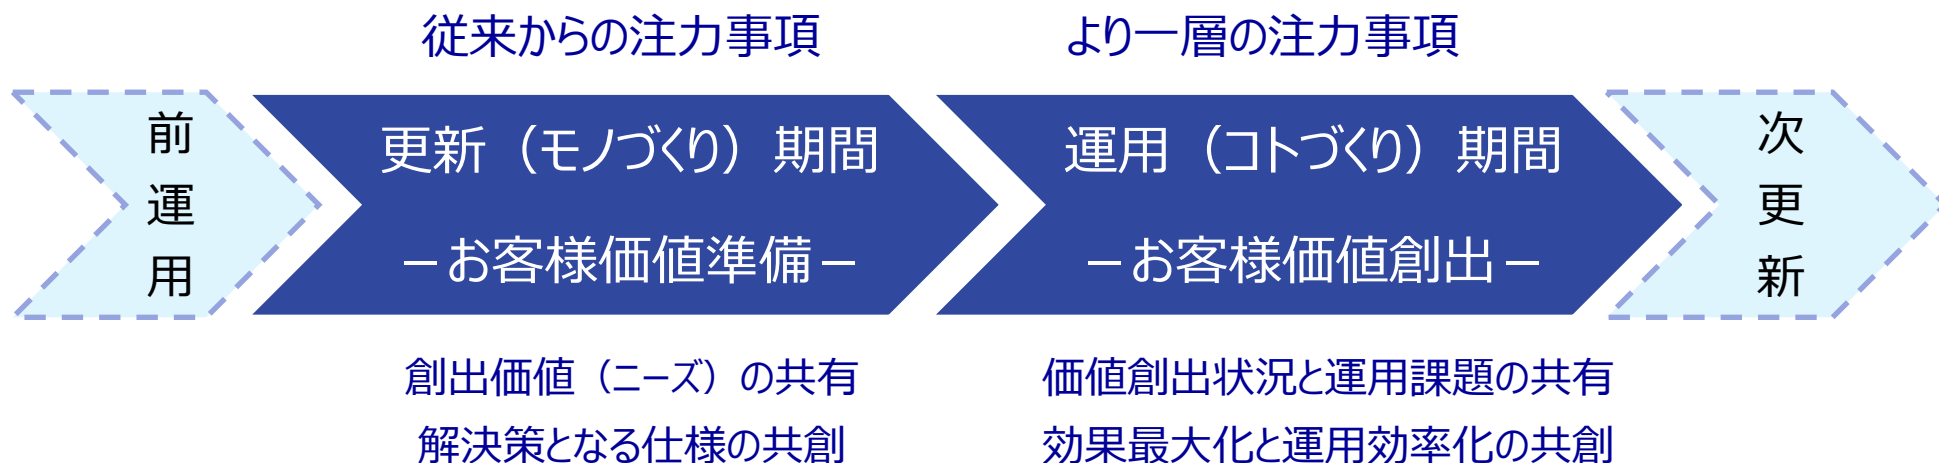 従来からの注力事項
より一層の注力事項
前運用
更新（モノづくり）期間
－お客様価値準備－
運用（コトづくり）期間
－お客様価値創出－
次更新
創出価値（ニーズ）の共有
解決策となる仕様の共創
価値創出状況と運用課題の共有
効果最大化と運用効率化の共創